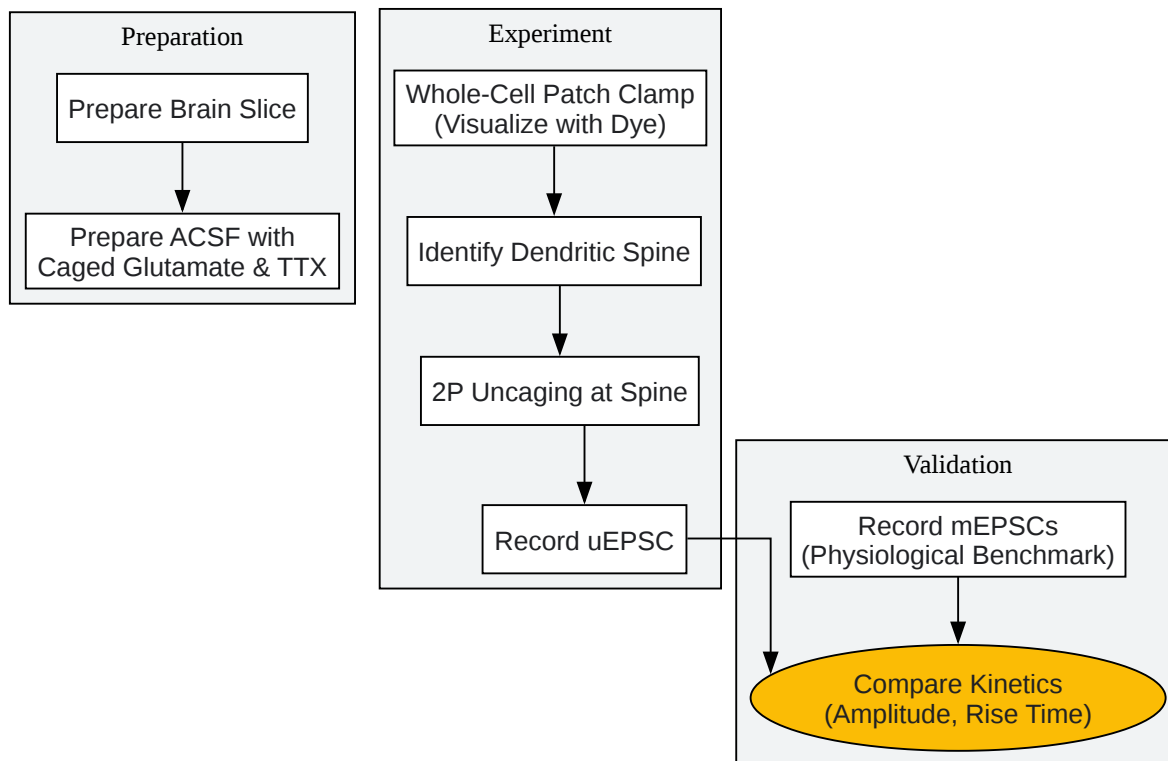 Preparation
Prepare Brain Slice
Prepare ACSF with
Caged Glutamate & TTX
Experiment
Whole-Cell Patch Clamp
(Visualize with Dye)
Identify Dendritic Spine
2P Uncaging at Spine
Record uEPSC
Validation
Record mEPSCs
(Physiological Benchmark)
Compare Kinetics
(Amplitude, Rise Time)